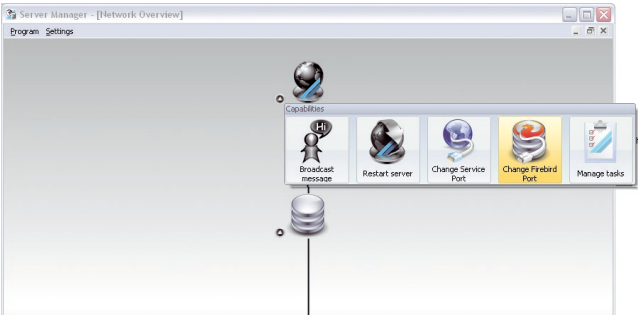 Server Manager - [Network Overview]
Program Settings
Capabilities
Hi
Broadcast
message
Restart server
Change Service
Port
Change Firebird
Port
Manage tasks